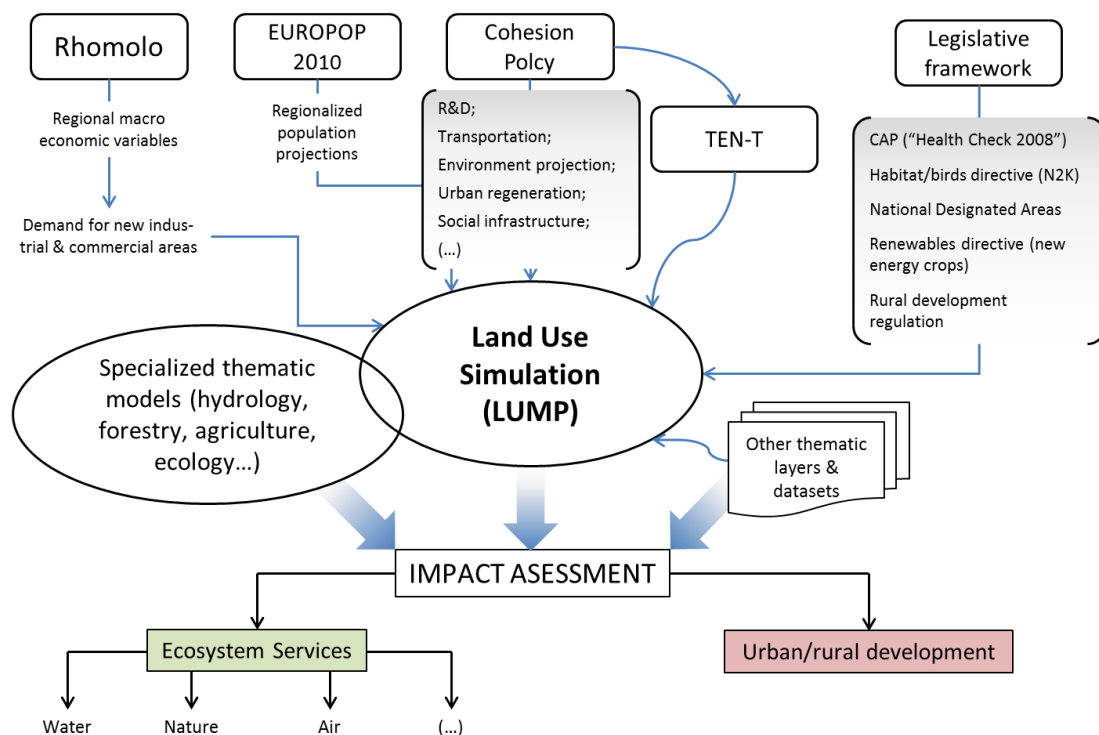 Rhomolo
EUROPOP
2010
Cohesion
Polcy
Legislative
framework
Regional macro
economic variables
Regionalized
population
projections
R&D;
Transportation;
Environment projection;
Urban regeneration;
Social infrastructure;
(...)
TEN-T
CAP (“Health Check 2008”)
Habitat/birds directive (N2K)
National Designated Areas
Renewables directive (new
energy crops)
Rural development
regulation
Demand for new indus-
trial & commercial areas
Land Use
Simulation
(LUMP)
Specialized thematic
models (hydrology,
forestry, agriculture,
ecology...)
Other thematic
layers &
datasets
IMPACT ASESSMENT
Ecosystem Services
Urban/rural development
Water
Nature
Air
(...)